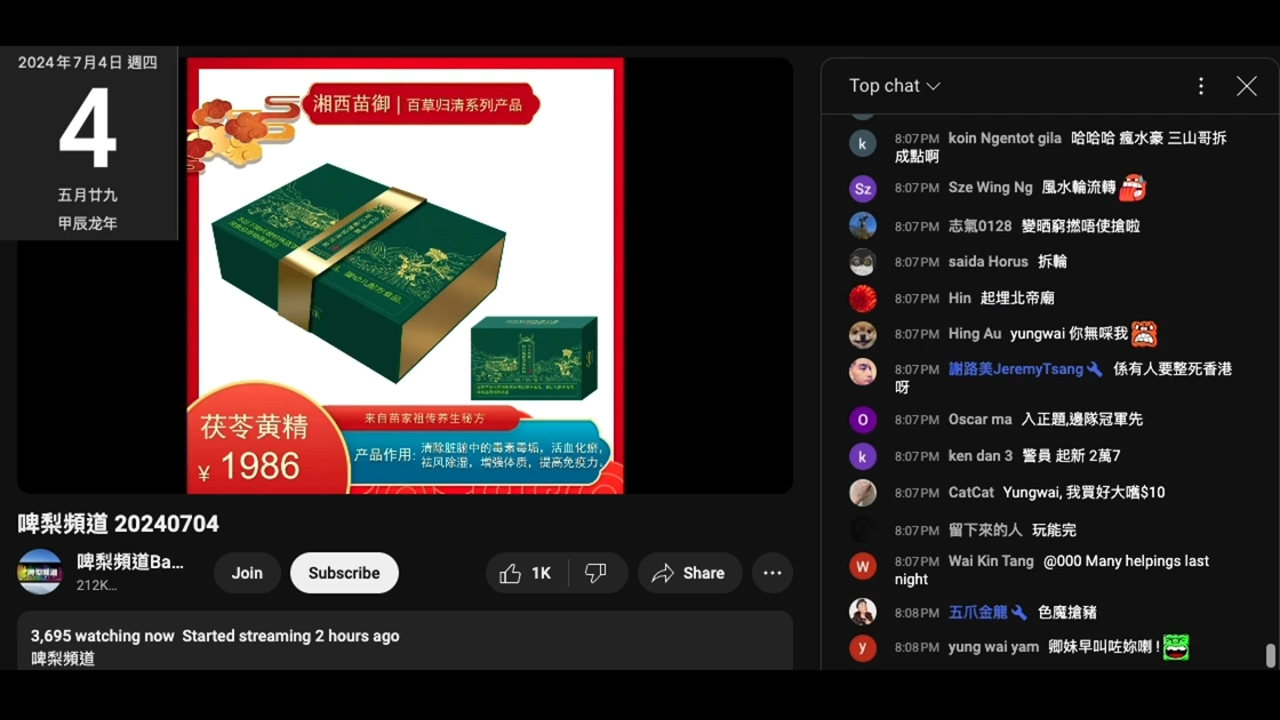 2024年7月4日 週四
4
五月廿九
甲辰龙年
湘西苗御 | 百草归清系列产品
茯苓黄精
¥ 1986
来自苗家祖传养生秘方
产品作用: 清除脏腑中的毒素毒垢，活血化瘀，
祛风除湿，增强体质，提高免疫力。
啤梨頻道 20240704
啤梨頻道Ba...
212K...
Join
Subscribe
1K
Share
3,695 watching now Started streaming 2 hours ago
啤梨頻道
Top chat
8:07PM koin Ngentot gila 哈哈哈 瘋水豪 三山哥拆
成點啊
8:07PM Sze Wing Ng 風水輪流轉
8:07PM 志氣0128 變晒窮撚唔使搶啦
8:07PM saida Horus 拆輪
8:07PM Hin 起埋北帝廟
8:07PM Hing Au yungwai 你無啋我
8:07PM 謝路美JeremyTsang 係有人要整死香港
呀
8:07PM Oscar ma 入正題,邊隊冠軍先
8:07PM ken dan 3 警員 起新 2萬7
8:07PM CatCat Yungwai, 我買好大嚿$10
8:07PM 留下來的人 玩能完
8:07PM Wai Kin Tang @000 Many helpings last
night
8:08PM 五爪金龍 色魔搶豬
8:08PM yung wai yam 卿妹早叫咗妳喇 !
k
Sz
O
k
W
y